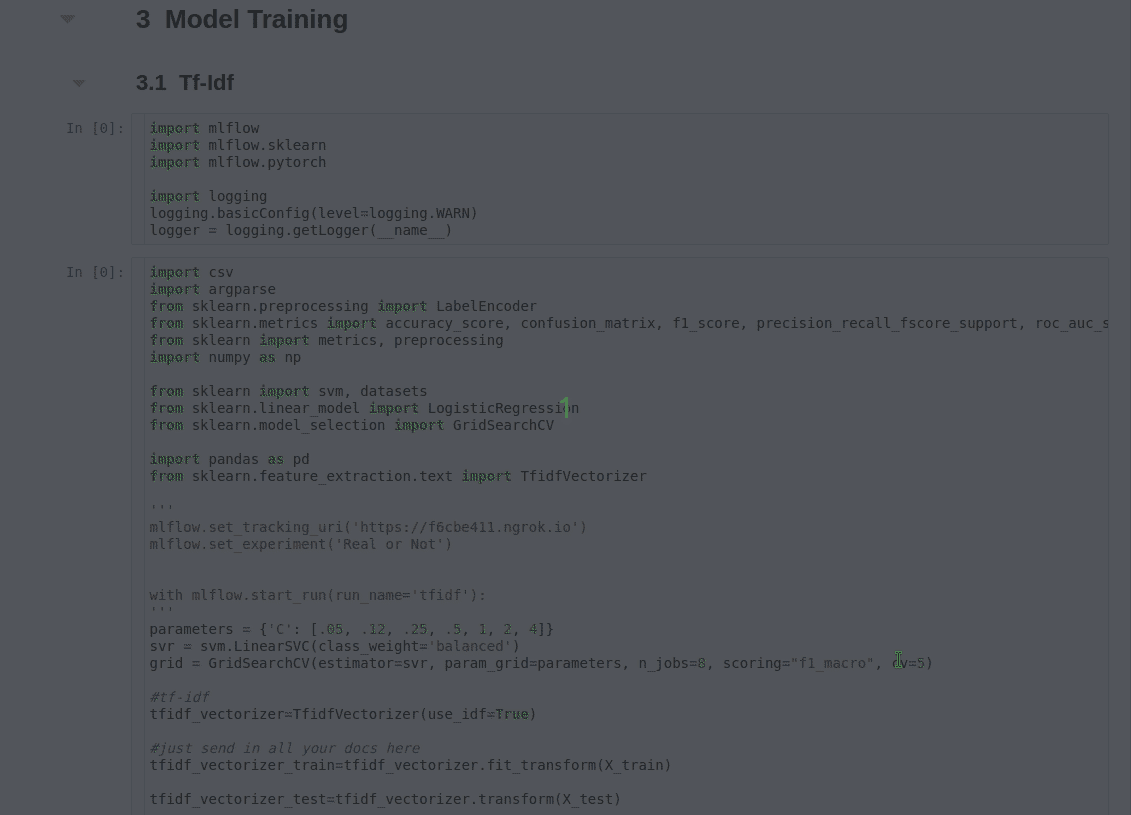 3 Model Training
3.1 Tf-Idf
In [0]:
import mlflow
import mlflow.sklearn
import mlflow.pytorch
import logging
logging.basicConfig(level=logging.WARN)
logger = logging.getLogger(__name__)
In [0]:
import csv
import argparse
from sklearn.preprocessing import LabelEncoder
from sklearn.metrics import accuracy_score, confusion_matrix, f1_score, precision_recall_fscore_support, roc_auc_s
from sklearn import metrics, preprocessing
import numpy as np
from sklearn import svm, datasets
from sklearn.linear_model import LogisticRegression
1
from sklearn.model_selection import GridSearchCV
import pandas as pd
from sklearn.feature_extraction.text import TfidfVectorizer
'''
mlflow.set_tracking_uri('https://f6cbe411.ngrok.io')
mlflow.set_experiment('Real or Not')
with mlflow.start_run(run_name='tfidf'):
'''
parameters = {'C': [.05, .12, .25, .5, 1, 2, 4]}
svr = svm.LinearSVC(class_weight='balanced')
grid = GridSearchCV(estimator=svr, param_grid=parameters, n_jobs=8, scoring="f1_macro", cv=5)
#tf-idf
tfidf_vectorizer=TfidfVectorizer(use_idf=True)
#just send in all your docs here
tfidf_vectorizer_train=tfidf_vectorizer.fit_transform(X_train)
tfidf_vectorizer_test=tfidf_vectorizer.transform(X_test)